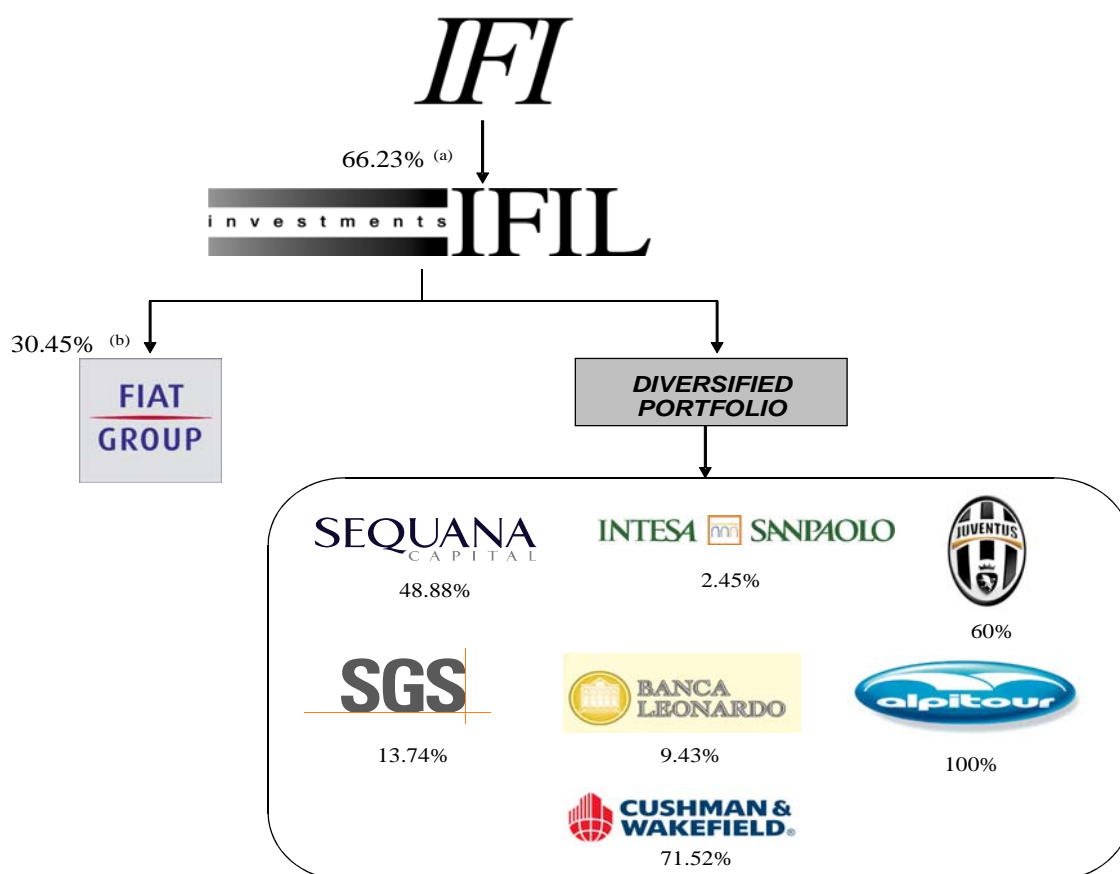 IFI
66.23% (a)
investments IFIL
30.45% (b)
FIAT
GROUP
DIVERSIFIED
PORTFOLIO
SEQUANA
CAPITAL
48.88%
INTESA SANPAOLO
2.45%
JUVENTUS
60%
SGS
13.74%
BANCA
LEONARDO
9.43%
alpitour
100%
CUSHMAN &
WAKEFIELD®
71.52%